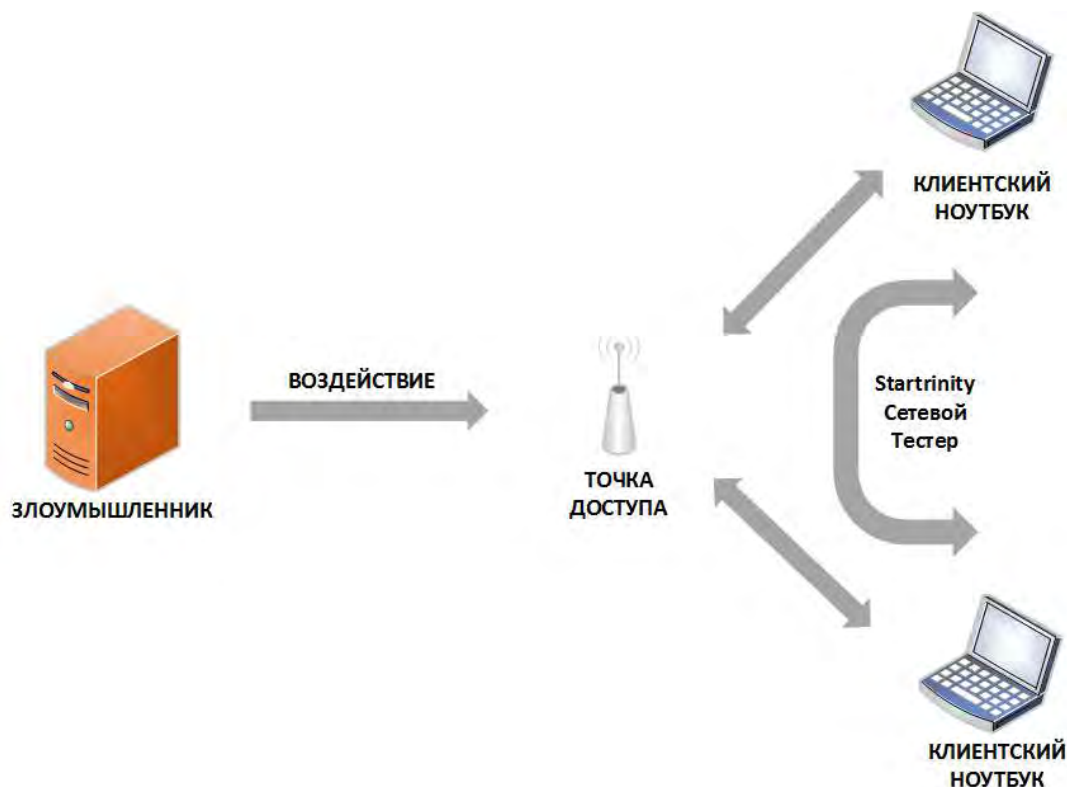 КЛИЕНТСКИЙ
НОУТБУК
ВОЗДЕЙСТВИЕ
Startrinity
Сетевой
Тестер
ЗЛОУМЫШЛЕННИК
ТОЧКА
ДОСТУПА
КЛИЕНТСКИЙ
НОУТБУК